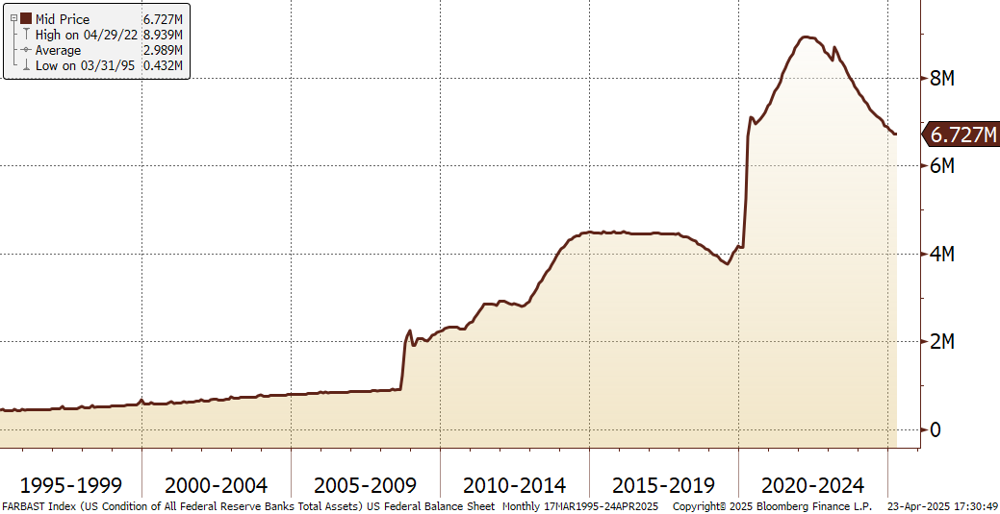 Mid Price 6.727M
High on 04/29/22 8.939M
Average 2.989M
Low on 03/31/95 0.432M
8M
6.727M
6M
4M
2M
0
1995-1999 2000-2004 2005-2009 2010-2014 2015-2019 2020-2024
FARBAST Index (US Condition of All Federal Reserve Banks Total Assets) US Federal Balance Sheet Monthly 17MAR1995-24APR2025 Copyright© 2025 Bloomberg Finance L.P. 23-Apr-2025 17:30:49